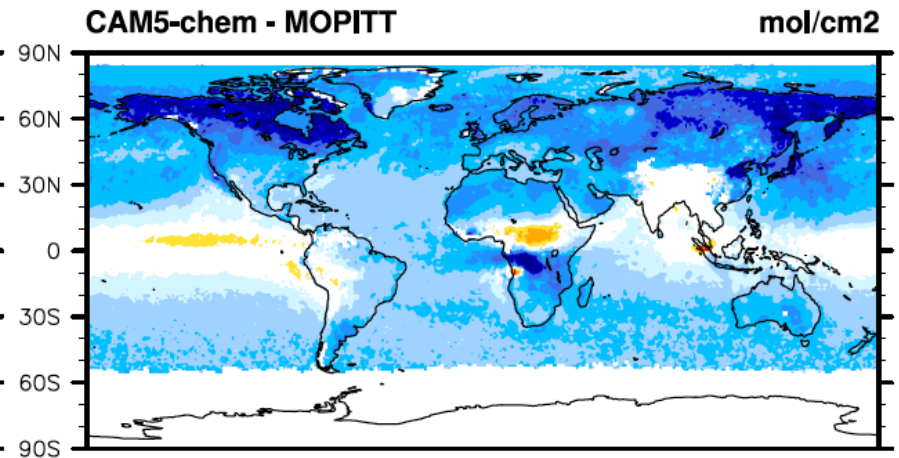 CAM5-chem - MOPITT mol/cm2
90N
60N
30N
0
30S
60S
90S